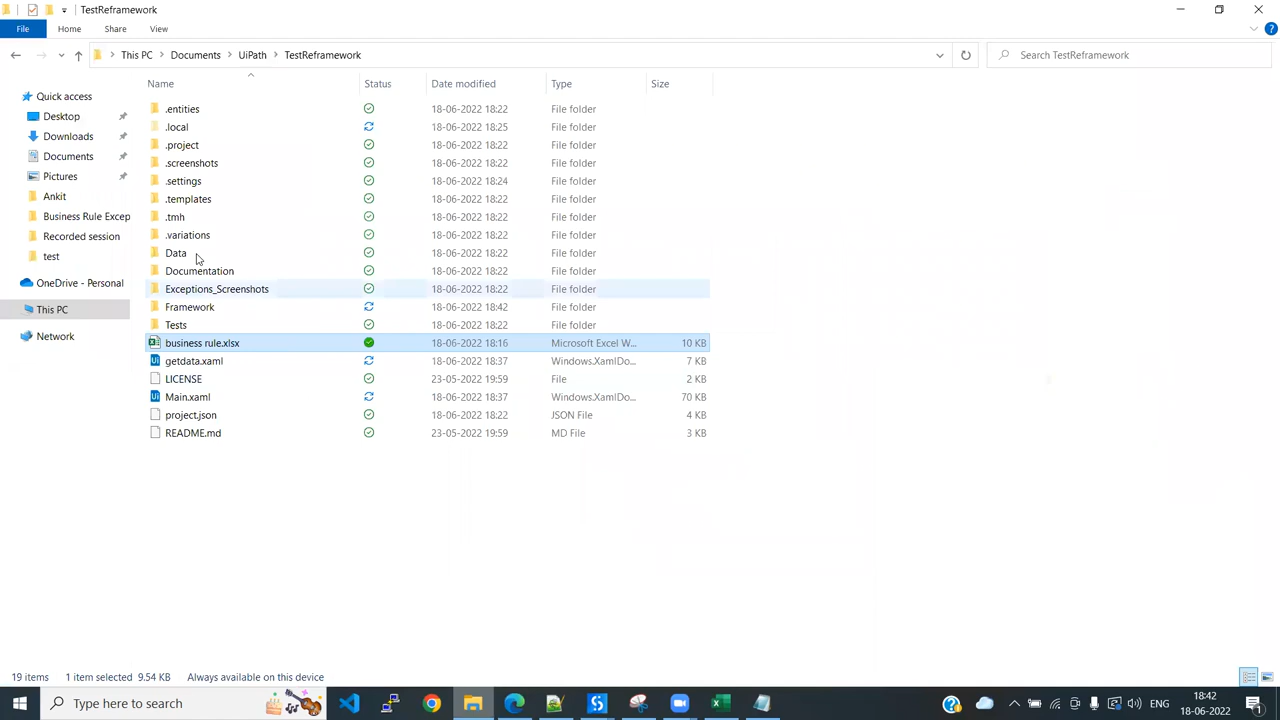 TestReframework
File Home Share View
This PC Documents UiPath TestReframework Search TestReframework
Name Status Date modified Type Size
Quick access
Desktop
Downloads
Documents
Pictures
Ankit
Business Rule Excep
Recorded session
test
OneDrive - Personal
This PC
Network
.entities 18-06-2022 18:22 File folder
.local 18-06-2022 18:25 File folder
.project 18-06-2022 18:22 File folder
.screenshots 18-06-2022 18:22 File folder
.settings 18-06-2022 18:24 File folder
.templates 18-06-2022 18:22 File folder
.tmh 18-06-2022 18:22 File folder
.variations 18-06-2022 18:22 File folder
Data 18-06-2022 18:22 File folder
Documentation 18-06-2022 18:22 File folder
Exceptions_Screenshots 18-06-2022 18:22 File folder
Framework 18-06-2022 18:42 File folder
Tests 18-06-2022 18:22 File folder
business rule.xlsx 18-06-2022 18:16 Microsoft Excel W... 10 KB
getdata.xaml 18-06-2022 18:37 Windows.XamlDo... 7 KB
LICENSE 23-05-2022 19:59 File 2 KB
Main.xaml 18-06-2022 18:37 Windows.XamlDo... 70 KB
project.json 18-06-2022 18:22 JSON File 4 KB
README.md 23-05-2022 19:59 MD File 3 KB
19 items 1 item selected 9.54 KB Always available on this device
Type here to search ENG 18:42
18-06-2022